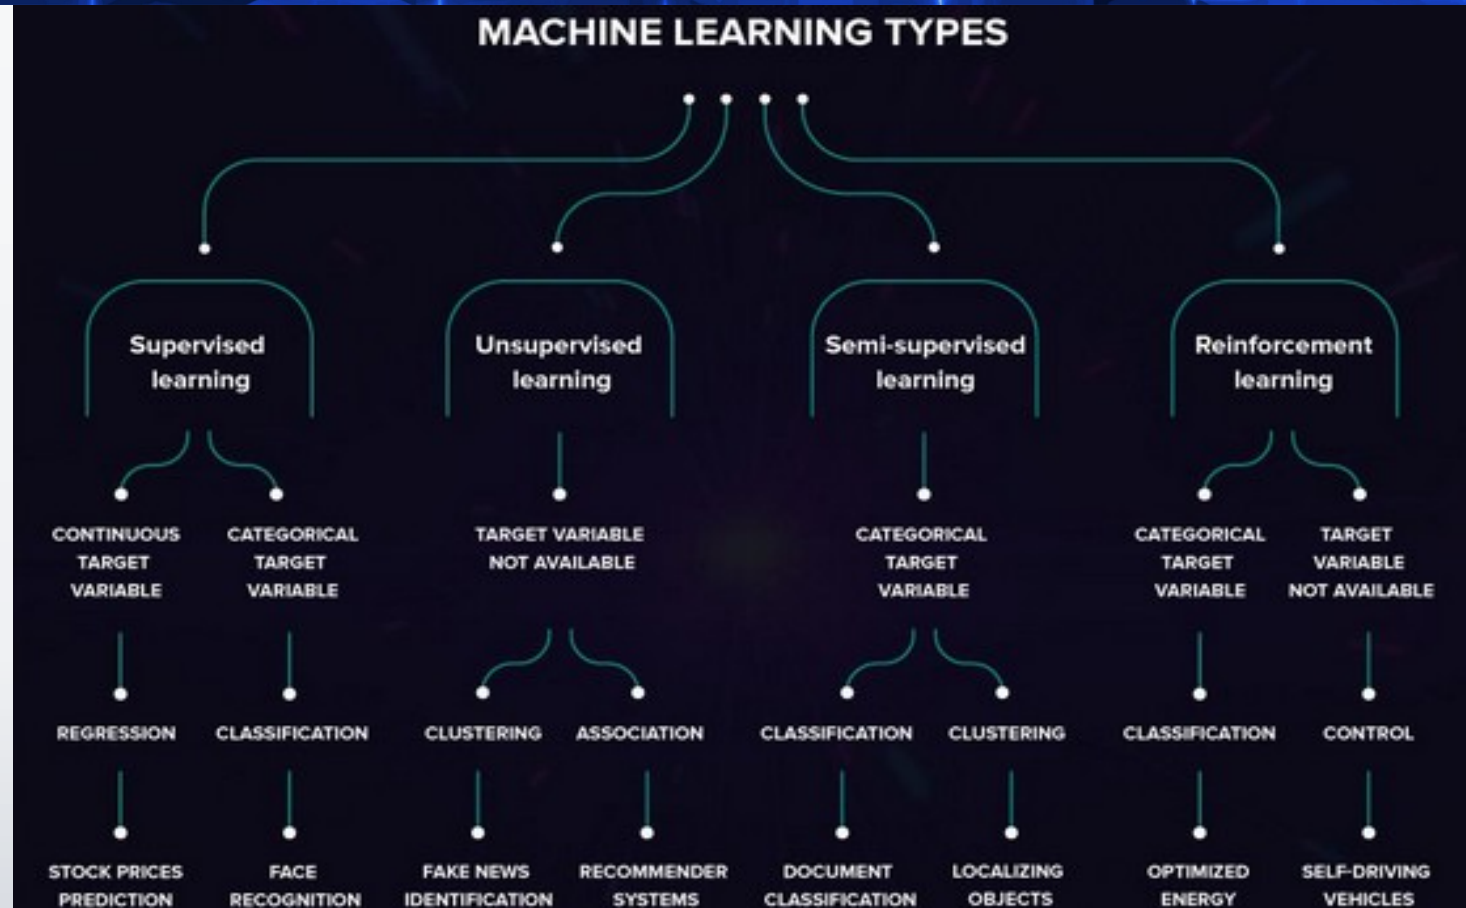 MACHINE LEARNING TYPES
Supervised
learning
Unsupervised
learning
Semi-supervised
learning
Reinforcement
learning
CONTINUOUS
TARGET
VARIABLE
CATEGORICAL
TARGET
VARIABLE
TARGET VARIABLE
NOT AVAILABLE
CATEGORICAL
TARGET
VARIABLE
CATEGORICAL
TARGET
VARIABLE
TARGET
VARIABLE
NOT AVAILABLE
REGRESSION
CLASSIFICATION
CLUSTERING
ASSOCIATION
CLASSIFICATION
CLUSTERING
CLASSIFICATION
CONTROL
STOCK PRICES
PREDICTION
FACE
RECOGNITION
FAKE NEWS
IDENTIFICATION
RECOMMENDER
SYSTEMS
DOCUMENT
CLASSIFICATION
LOCALIZING
OBJECTS
OPTIMIZED
ENERGY
SELF-DRIVING
VEHICLES